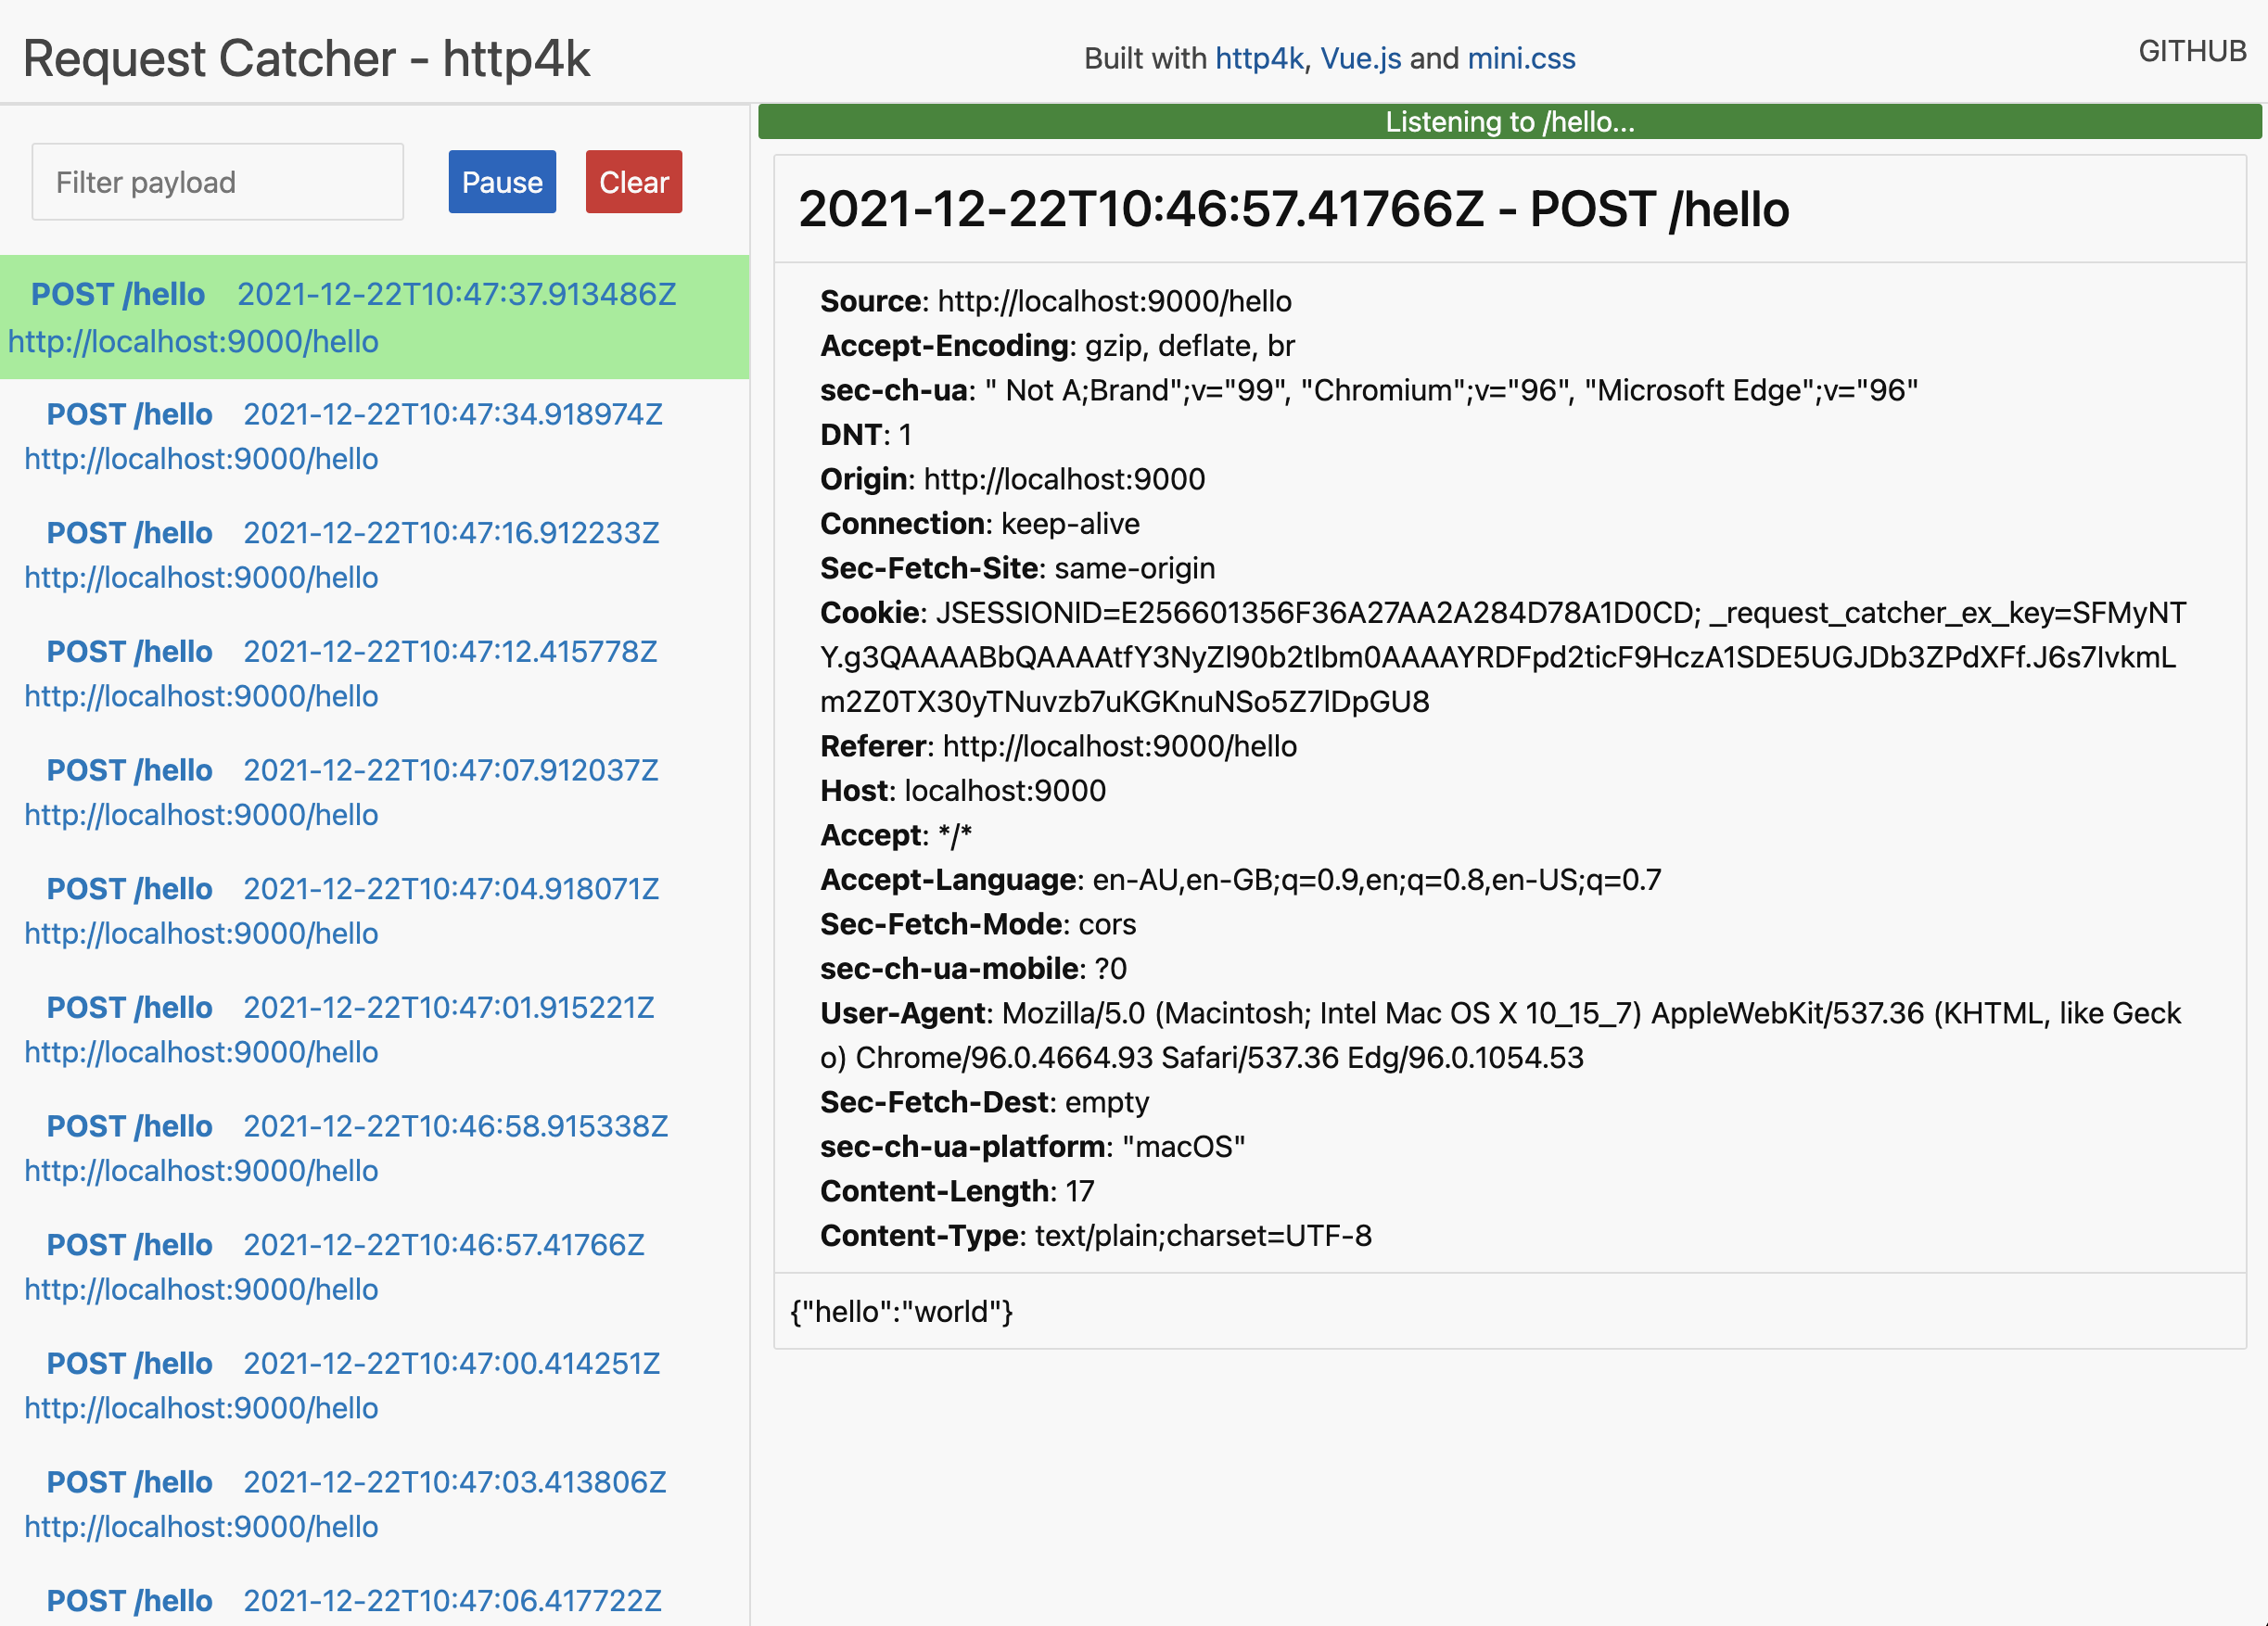 Request Catcher - http4k
Built with http4k, Vue.js and mini.css
GITHUB
Filter payload
Pause
Clear
POST /hello 2021-12-22T10:47:37.913486Z
http://localhost:9000/hello
POST /hello 2021-12-22T10:47:34.918974Z
http://localhost:9000/hello
POST /hello 2021-12-22T10:47:16.912233Z
http://localhost:9000/hello
POST /hello 2021-12-22T10:47:12.415778Z
http://localhost:9000/hello
POST /hello 2021-12-22T10:47:07.912037Z
http://localhost:9000/hello
POST /hello 2021-12-22T10:47:04.918071Z
http://localhost:9000/hello
POST /hello 2021-12-22T10:47:01.915221Z
http://localhost:9000/hello
POST /hello 2021-12-22T10:46:58.915338Z
http://localhost:9000/hello
POST /hello 2021-12-22T10:46:57.41766Z
http://localhost:9000/hello
POST /hello 2021-12-22T10:47:00.414251Z
http://localhost:9000/hello
POST /hello 2021-12-22T10:47:03.413806Z
http://localhost:9000/hello
POST /hello 2021-12-22T10:47:06.417722Z
Listening to /hello...
2021-12-22T10:46:57.41766Z - POST /hello
Source: http://localhost:9000/hello
Accept-Encoding: gzip, deflate, br
sec-ch-ua: " Not A;Brand";v="99", "Chromium";v="96", "Microsoft Edge";v="96"
DNT: 1
Origin: http://localhost:9000
Connection: keep-alive
Sec-Fetch-Site: same-origin
Cookie: JSESSIONID=E256601356F36A27AA2A284D78A1D0CD; _request_catcher_ex_key=SFMyNT
Y.g3QAAAABbQAAAAtfY3NyZl90b2tlbm0AAAAYRDFpd2ticF9HczA1SDE5UGJDb3ZPdXFf.J6s7IvkmL
m2Z0TX30yTNuvzb7uKGKnuNSo5Z7lDpGU8
Referer: http://localhost:9000/hello
Host: localhost:9000
Accept: */*
Accept-Language: en-AU,en-GB;q=0.9,en;q=0.8,en-US;q=0.7
Sec-Fetch-Mode: cors
sec-ch-ua-mobile: ?0
User-Agent: Mozilla/5.0 (Macintosh; Intel Mac OS X 10_15_7) AppleWebKit/537.36 (KHTML, like Geck
o) Chrome/96.0.4664.93 Safari/537.36 Edg/96.0.1054.53
Sec-Fetch-Dest: empty
sec-ch-ua-platform: "macOS"
Content-Length: 17
Content-Type: text/plain;charset=UTF-8
{"hello":"world"}